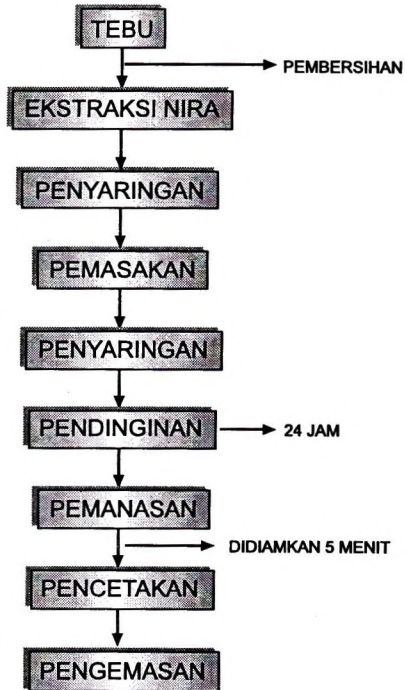 TEBU
PEMBERSIHAN
EKSTRAKSI NIRA
PENYARINGAN
PEMASAKAN
PENYARINGAN
PENDINGINAN
24 JAM
PEMANASAN
DIDIAMKAN 5 MENIT
PENCETAKAN
PENGEMASAN